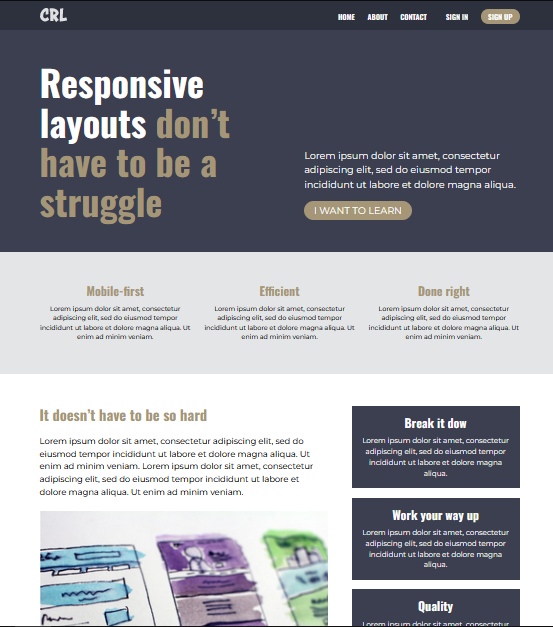 CRL
HOME ABOUT CONTACT SIGN IN SIGN UP
Responsive
layouts don't
have to be a
struggle
Lorem ipsum dolor sit amet, consectetur
adipiscing elit, sed do eiusmod tempor
incididunt ut labore et dolore magna aliqua.
I WANT TO LEARN
Mobile-first
Lorem ipsum dolor sit amet, consectetur
adipiscing elit, sed do eiusmod tempor
incididunt ut labore et dolore magna aliqua. Ut
enim ad minim veniam.
Efficient
Lorem ipsum dolor sit amet, consectetur
adipiscing elit, sed do eiusmod tempor
incididunt ut labore et dolore magna aliqua. Ut
enim ad minim veniam.
Done right
Lorem ipsum dolor sit amet, consectetur
adipiscing elit, sed do eiusmod tempor
incididunt ut labore et dolore magna aliqua. Ut
enim ad minim veniam.
It doesn't have to be so hard
Lorem ipsum dolor sit amet, consectetur adipiscing elit, sed do
eiusmod tempor incididunt ut labore et dolore magna aliqua. Ut
enim ad minim veniam. Lorem ipsum dolor sit amet, consectetur
adipiscing elit, sed do eiusmod tempor incididunt ut labore et
dolore magna aliqua. Ut enim ad minim veniam.
Break it dow
Lorem ipsum dolor sit amet, consectetur
adipiscing elit, sed do eiusmod tempor
incididunt ut labore et dolore magna
aliqua.
Work your way up
Lorem ipsum dolor sit amet, consectetur
adipiscing elit, sed do eiusmod tempor
incididunt ut labore et dolore magna
aliqua.
Quality
Lorem ipsum dolor sit amet, consectetur